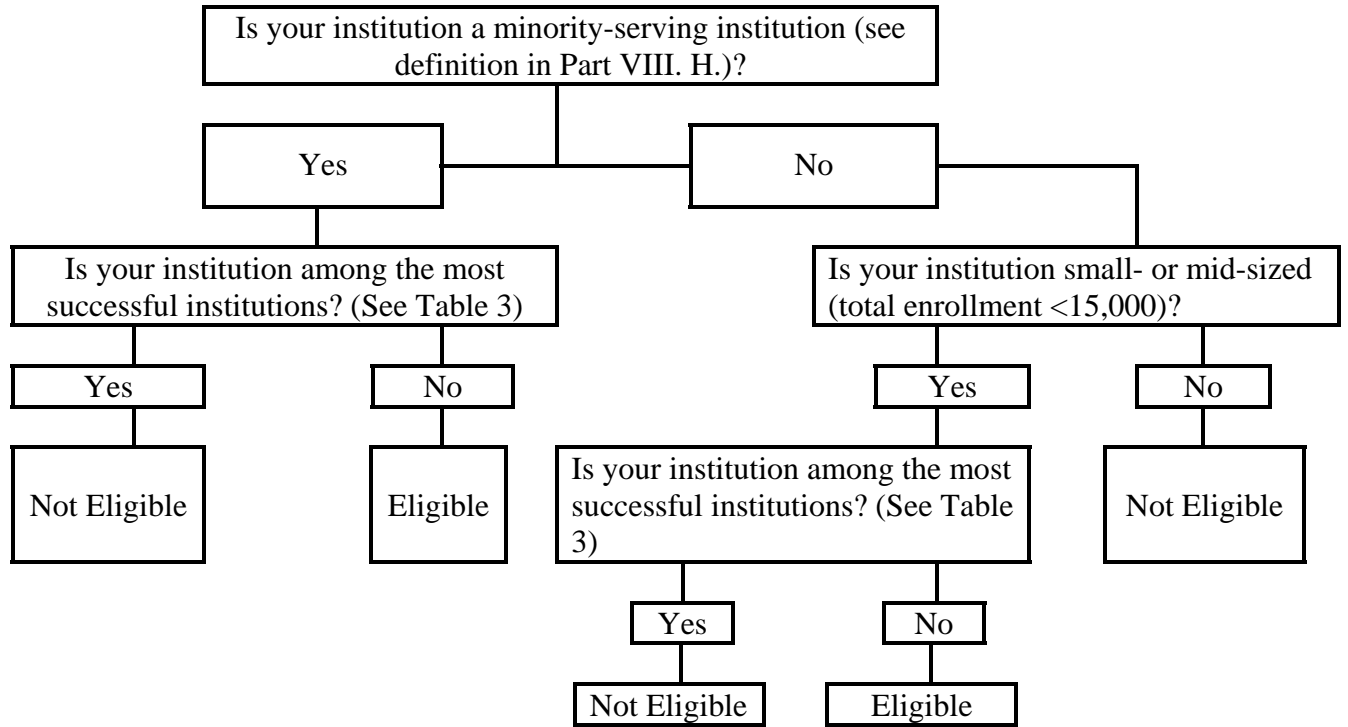 Is your institution a minority-serving institution (see
definition in Part VIII. H.)?
Yes
No
Is your institution among the most
successful institutions? (See Table 3)
Is your institution small- or mid-sized
(total enrollment <15,000)?
Yes
No
Yes
No
Not Eligible
Eligible
Is your institution among the most
successful institutions? (See Table
3)
Not Eligible
Yes
No
Not Eligible
Eligible